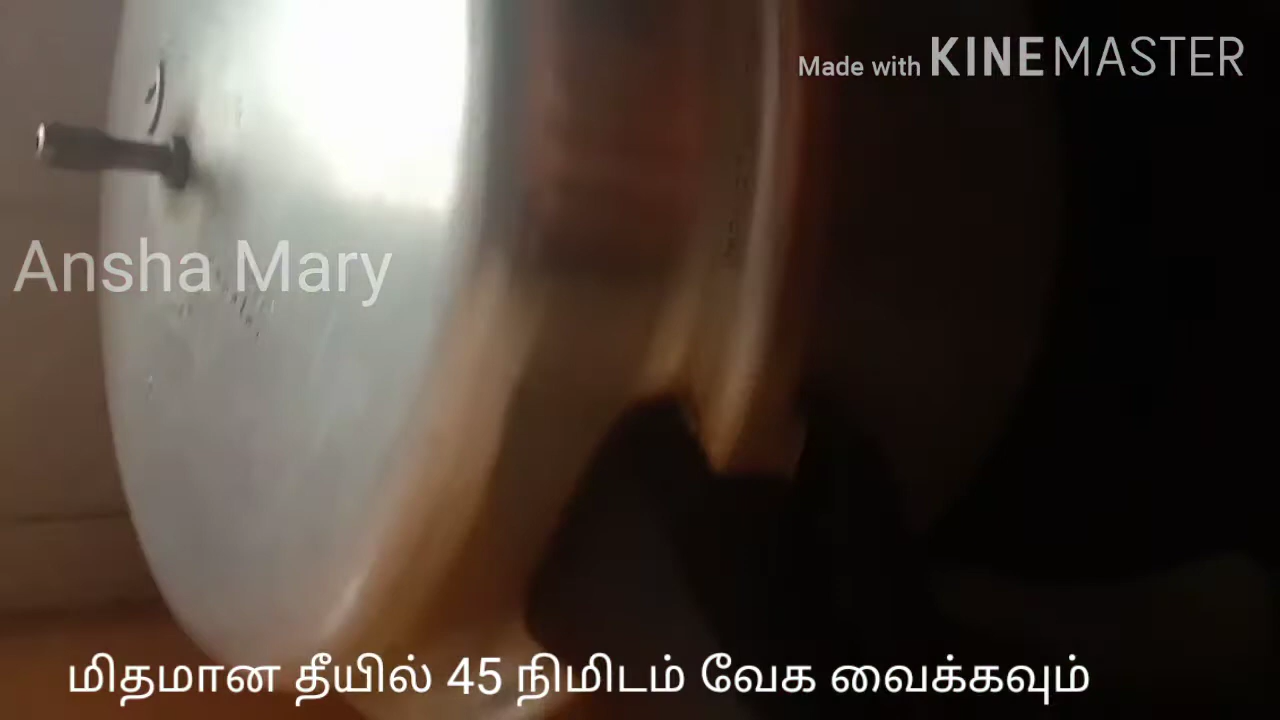 Made with KINEMASTER
Ansha Mary
மிதமான தீயில் 45 நிமிடம் வேக வைக்கவும்